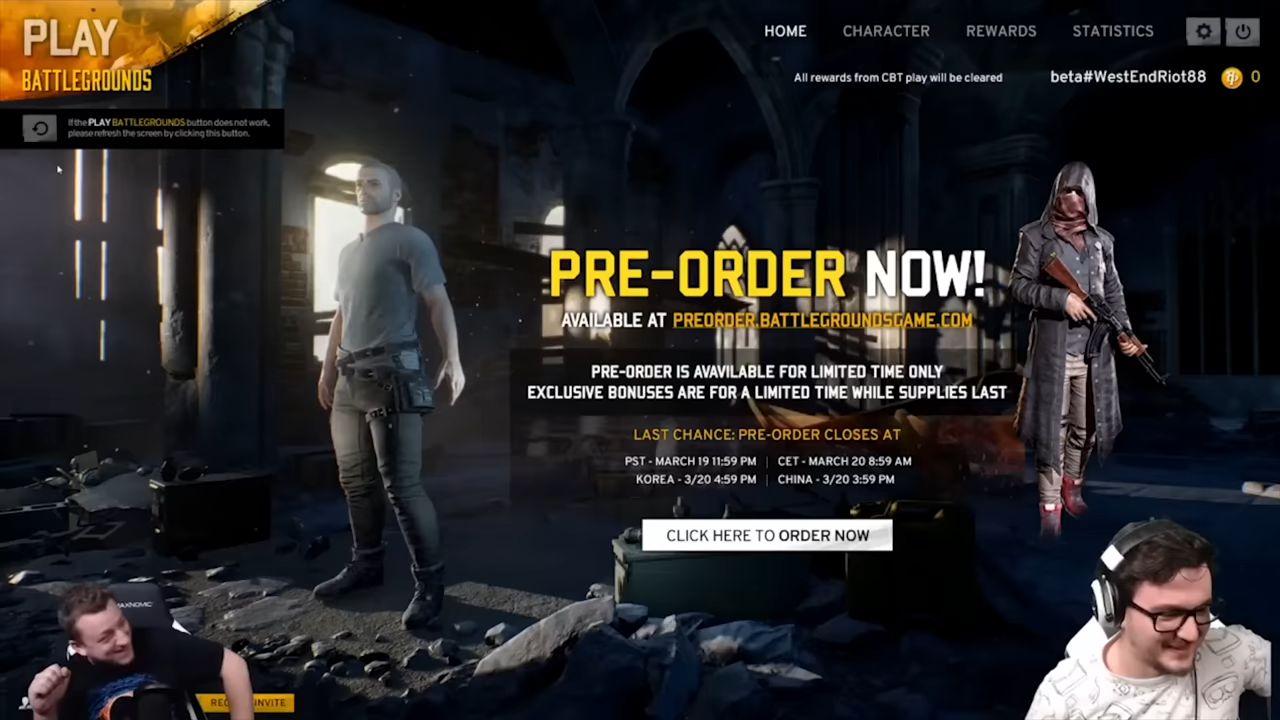 PLAY
BATTLEGROUNDS
HOME
CHARACTER
REWARDS
STATISTICS
All rewards from CBT play will be cleared
beta#WestEndRiot88
0
If the PLAY BATTLEGROUNDS button does not work,
please refresh the screen by clicking this button.
PRE-ORDER NOW!
AVAILABLE AT PREORDER.BATTLEGROUNDSGAME.COM
PRE-ORDER IS AVAVILABLE FOR LIMITED TIME ONLY
EXCLUSIVE BONUSES ARE FOR A LIMITED TIME WHILE SUPPLIES LAST
LAST CHANCE: PRE-ORDER CLOSES AT
PST - MARCH 19 11:59 PM | CET - MARCH 20 8:59 AM
KOREA - 3/20 4:59 PM | CHINA - 3/20 3:59 PM
CLICK HERE TO ORDER NOW
INVITE